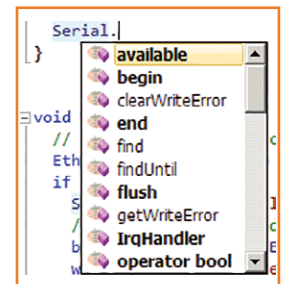 Serial.
}
available
begin
clearWriteError
void
end
//
find
Eth
findUntil
if
flush
S
getWriteError
//
IrqHandler
b
operator bool
w